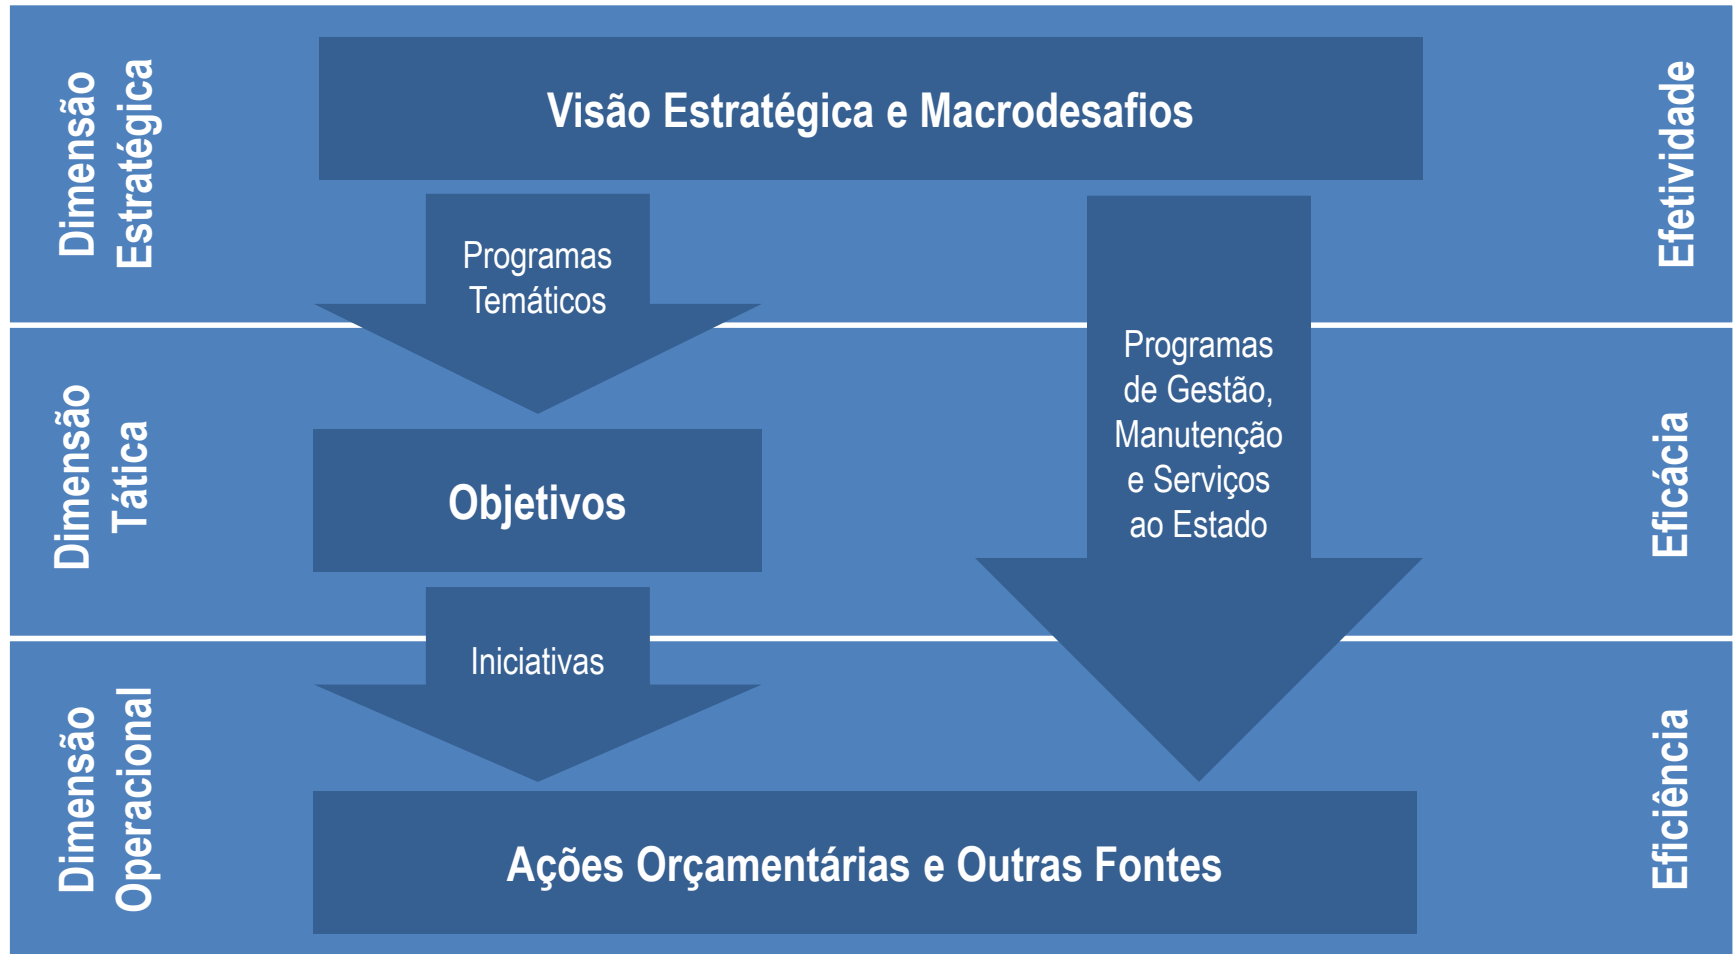 Dimensão
Estratégica
Visão Estratégica e Macrodesafios
Efetividade
Programas
Temáticos
Programas
de Gestão,
Manutenção
e Serviços
ao Estado
Dimensão
Tática
Objetivos
Eficácia
Iniciativas
Dimensão
Operacional
Ações Orçamentárias e Outras Fontes
Eficiência